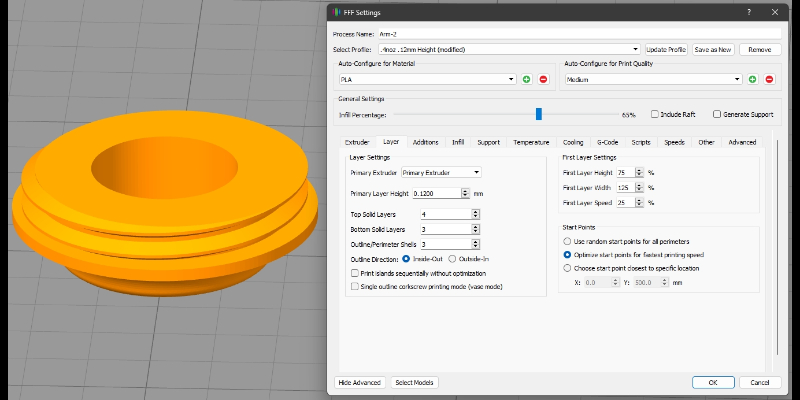 FFF Settings
Process Name: Arm-2
Select Profile: .4noz .12mm Height (modified) Update Profile Save as New Remove
Auto-Configure for Material Auto-Configure for Print Quality
PLA Medium
General Settings
Infill Percentage: 65% Include Raft Generate Support
Extruder Layer Additions Infill Support Temperature Cooling G-Code Scripts Speeds Other Advanced
Layer Settings
Primary Extruder Primary Extruder
Primary Layer Height 0.1200 mm
Top Solid Layers 4
Bottom Solid Layers 3
Outline/Perimeter Shells 3
Outline Direction: Inside-Out Outside-In
Print islands sequentially without optimization
Single outline corkscrew printing mode (vase mode)
First Layer Settings
First Layer Height 75 %
First Layer Width 125 %
First Layer Speed 25 %
Start Points
Use random start points for all perimeters
Optimize start points for fastest printing speed
Choose start point closest to specific location
X: 0.0 Y: 500.0 mm
Hide Advanced Select Models OK Cancel